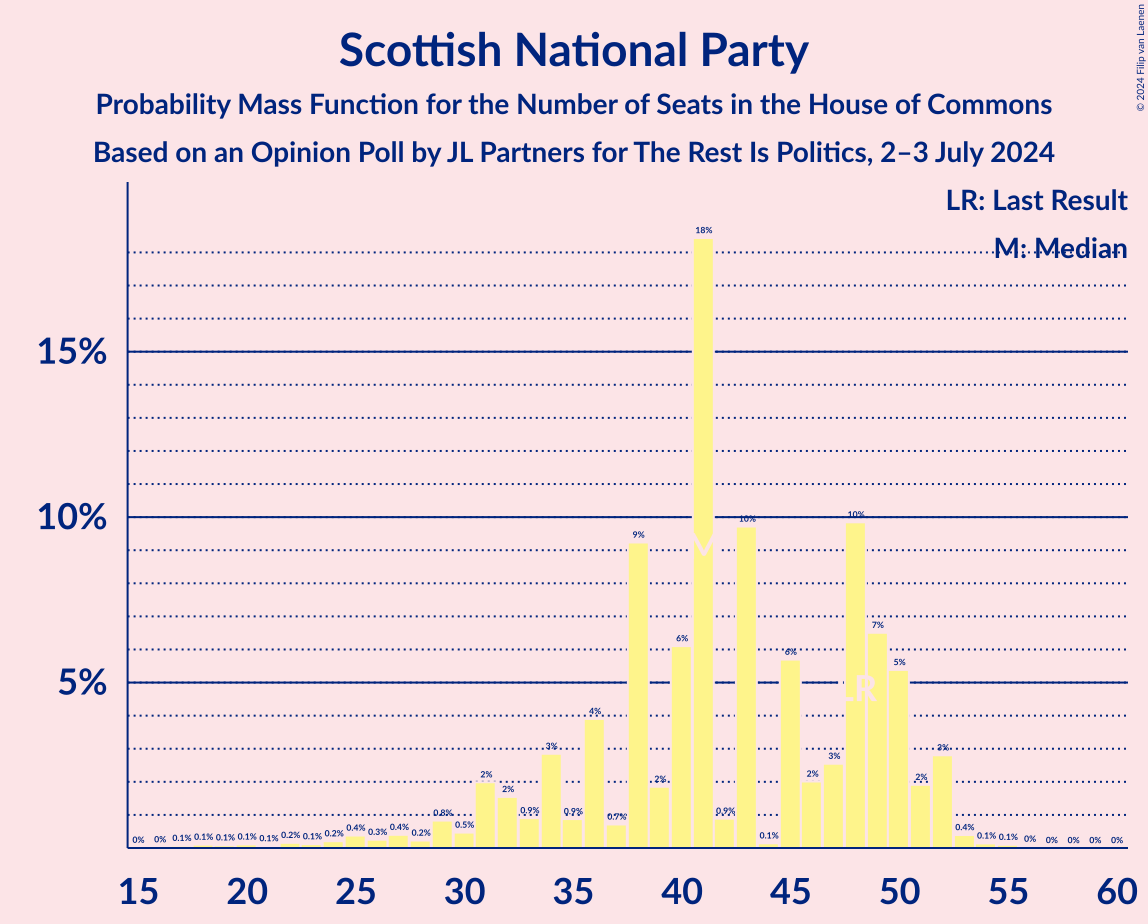 © 2024 Filip van Laenen
Scottish National Party
Probability Mass Function for the Number of Seats in the House of Commons
Based on an Opinion Poll by JL Partners for The Rest Is Politics, 2–3 July 2024
LR: Last Result
M: Median
15%
10%
5%
0% 0% 0.1% 0.1% 0.1% 0.1% 0.1% 0.2% 0.1% 0.2% 0.4% 0.3% 0.4% 0.2% 0.8% 0.5% 2% 2% 0.9% 3% 0.9% 4% 0.7% 9% 2% 6% 18% 0.9% 10% 0.1% 6% 2% 3% 10% 7% 5% 2% 3% 0.4% 0.1% 0.1% 0% 0% 0% 0% 0%
LR
15 20 25 30 35 40 45 50 55 60